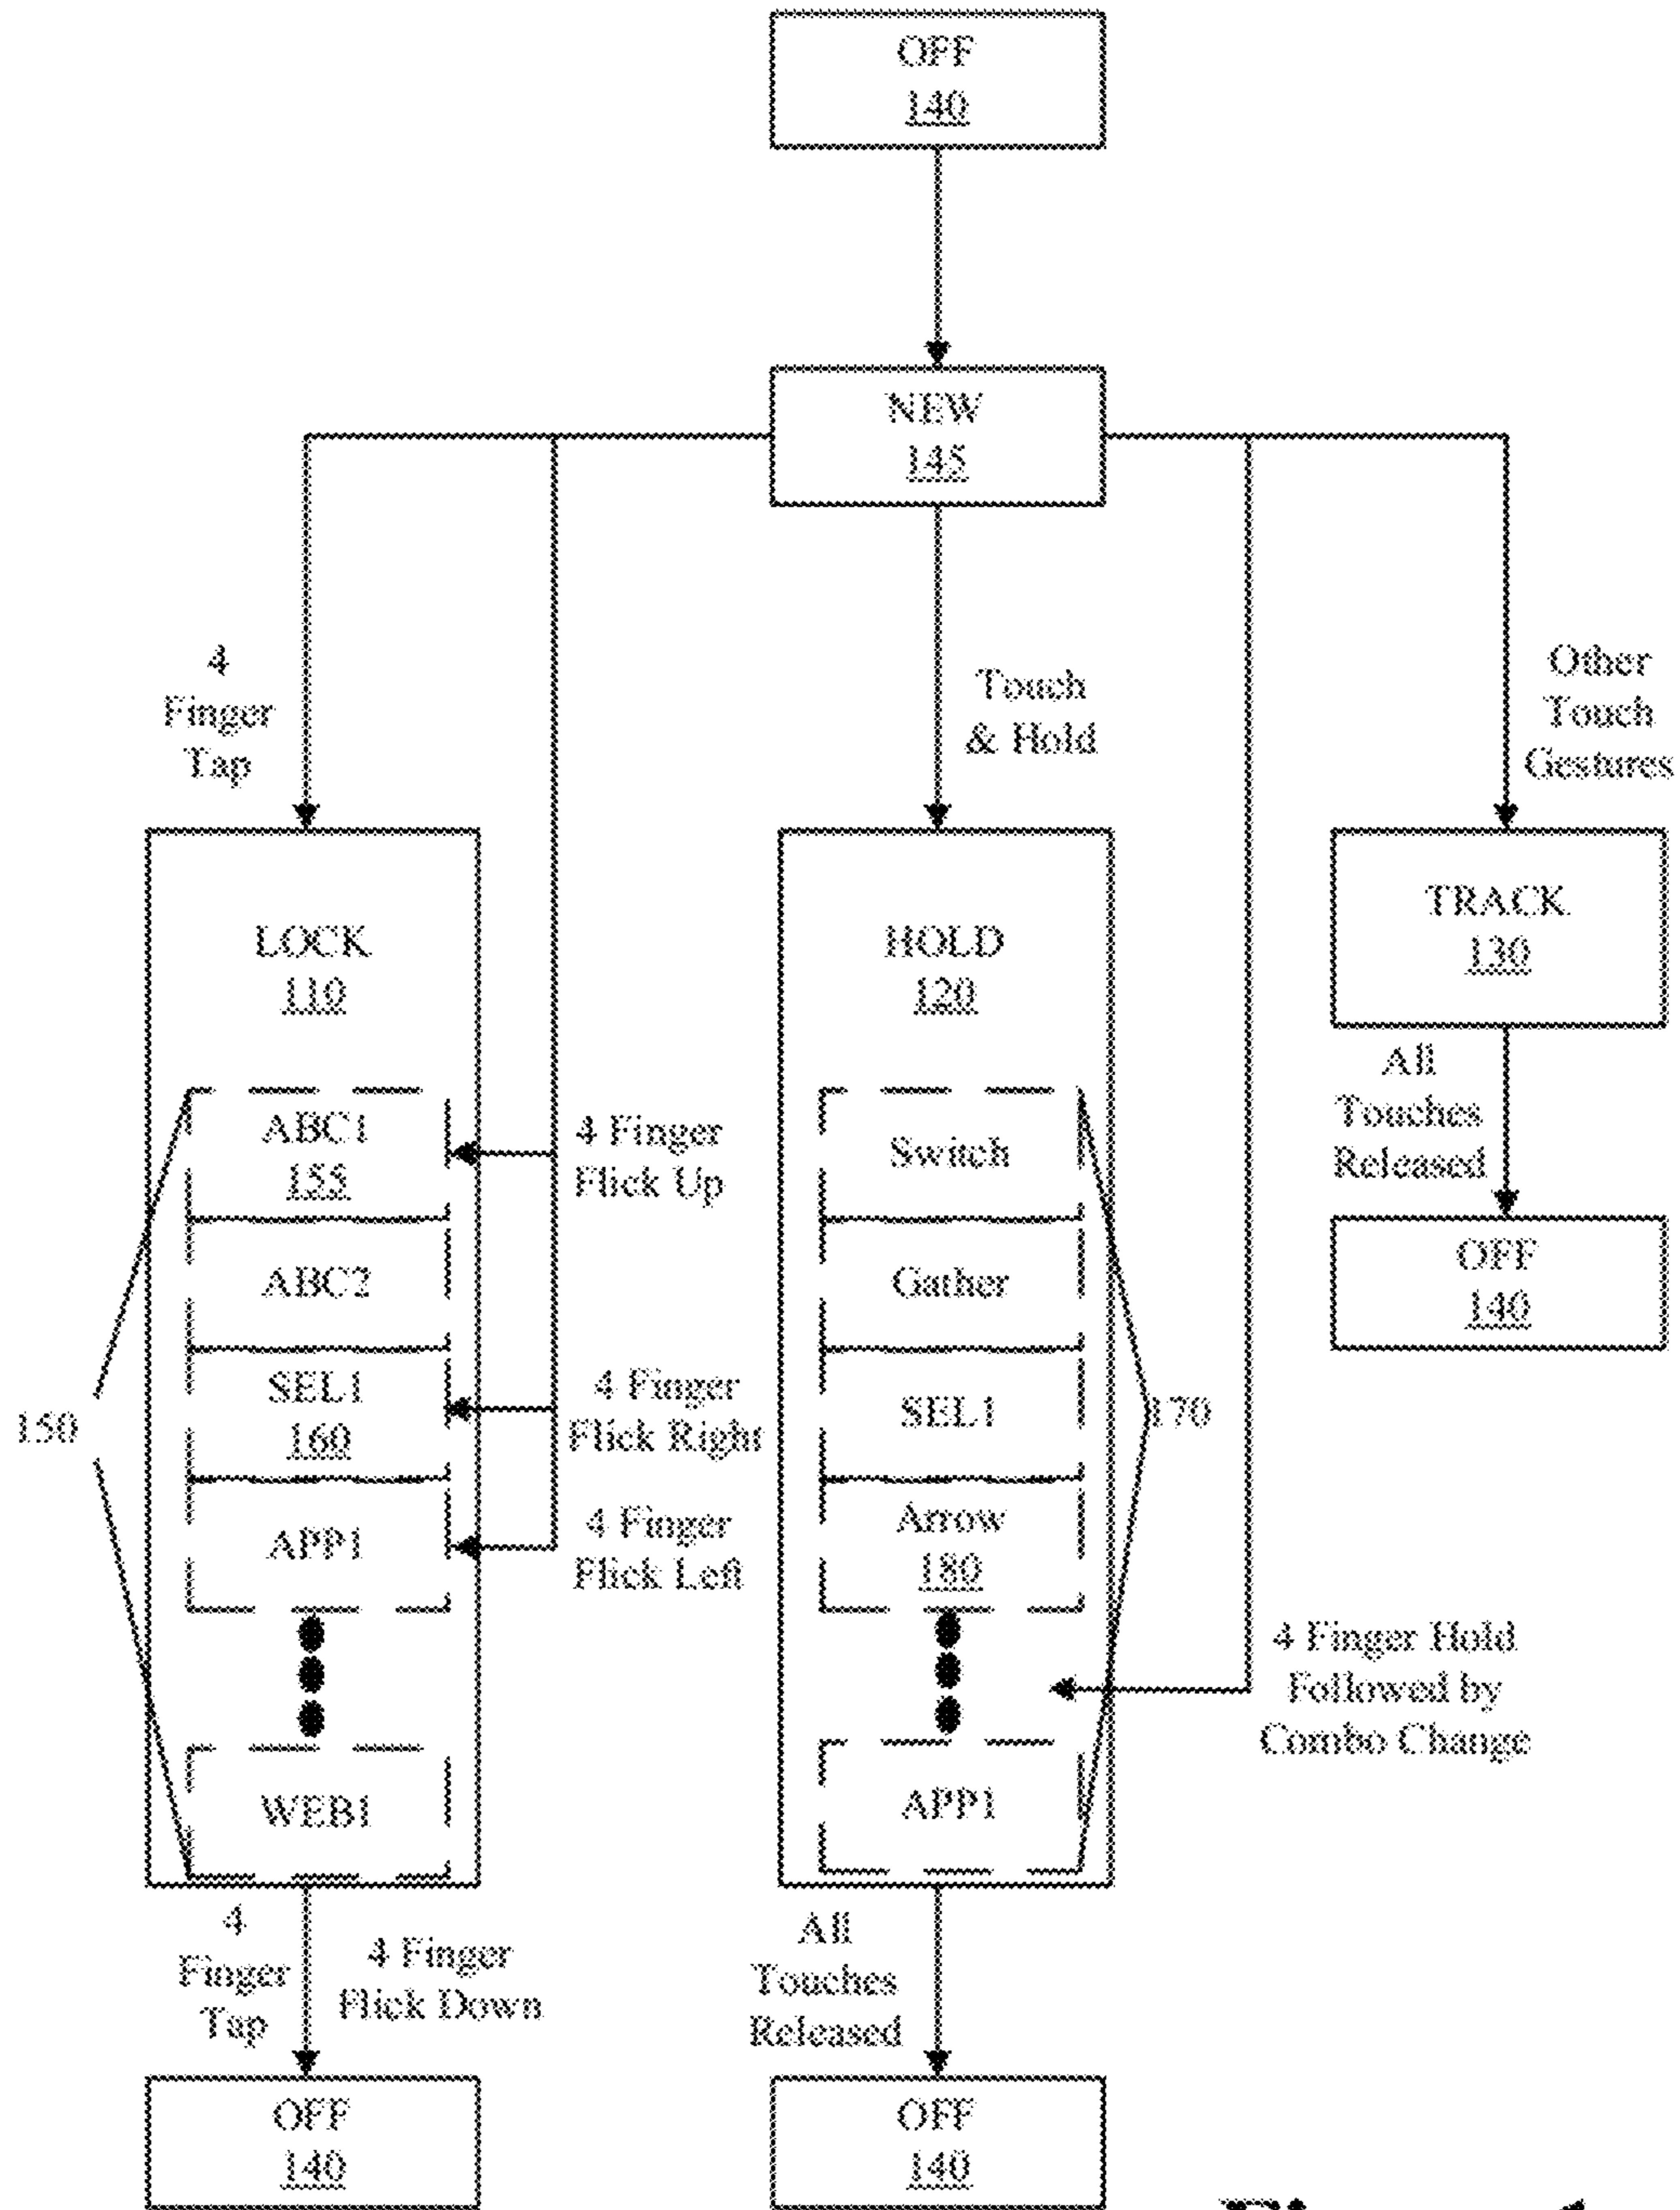 OFF
140
NEW
145
4
Finger
Tap
Touch
& Hold
Other
Touch
Gestures
LOCK
110
HOLD
120
TRACK
130
All
Touches
Released
OFF
140
ABC1
155
ABC2
SEL1
160
APP1
WEB1
150
4 Finger
Flick Up
4 Finger
Flick Right
4 Finger
Flick Left
Switch
Gather
SEL1
Arrow
180
APP1
170
4 Finger Hold
Followed by
Combo Change
4
Finger
Tap
4 Finger
Flick Down
All
Touches
Released
OFF
140
OFF
140